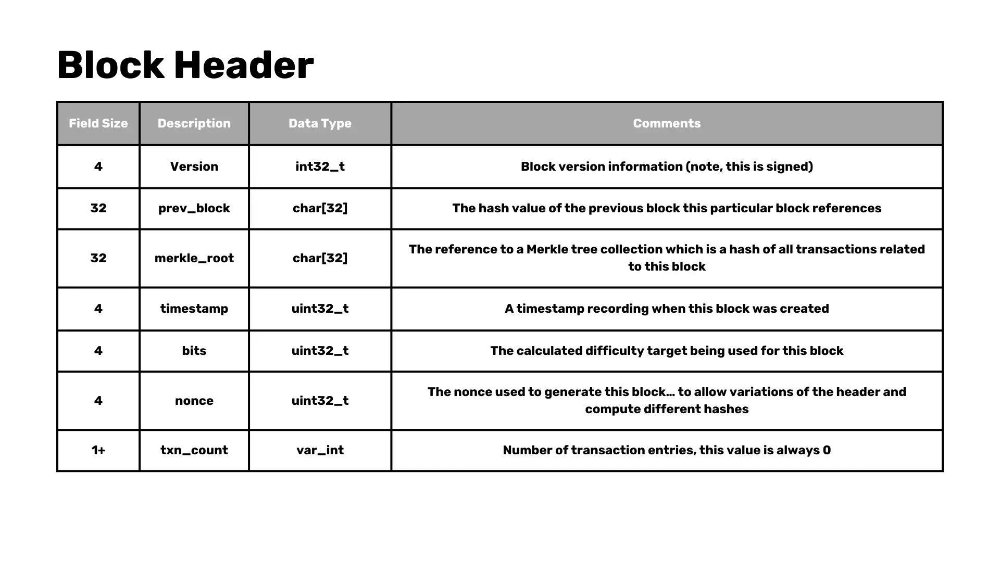 Block Header
Field Size Description Data Type Comments
4 Version int32_t Block version information (note, this is signed)
32 prev_block char[32] The hash value of the previous block this particular block references
32 merkle_root char[32] The reference to a Merkle tree collection which is a hash of all transactions related
to this block
4 timestamp uint32_t A timestamp recording when this block was created
4 bits uint32_t The calculated difficulty target being used for this block
4 nonce uint32_t The nonce used to generate this block... to allow variations of the header and
compute different hashes
1+ txn_count var_int Number of transaction entries, this value is always 0